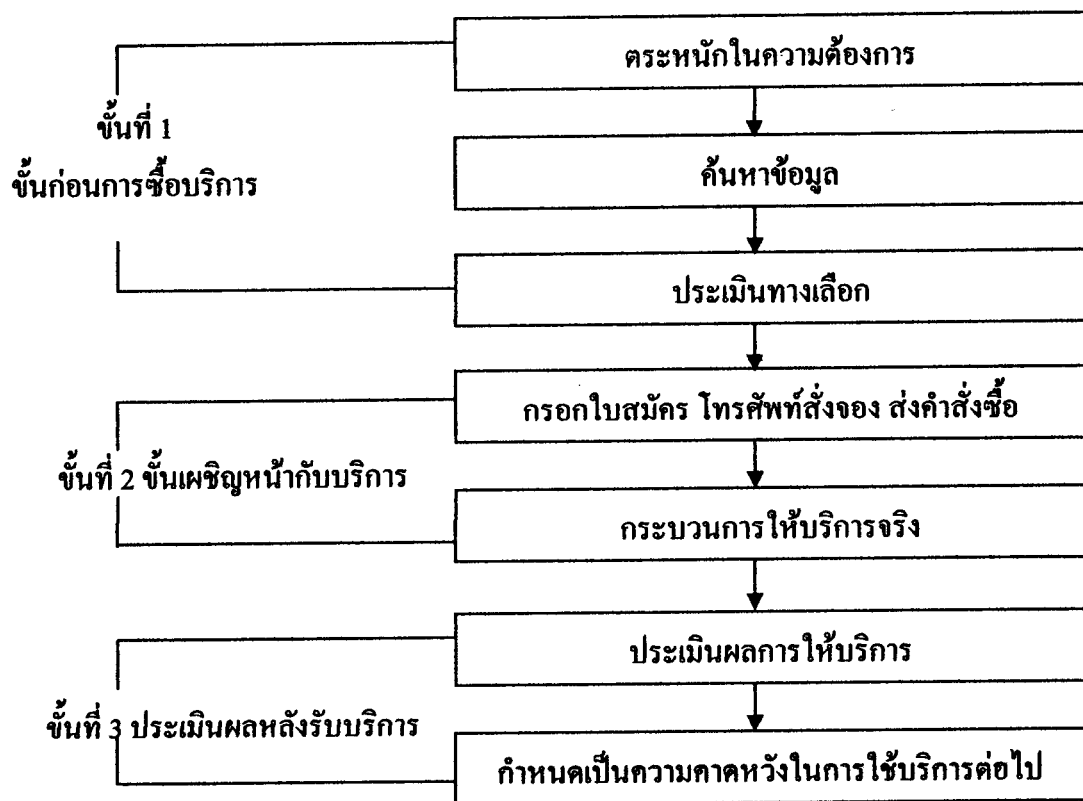 ตระหนักในความต้องการ
ขั้นที่ 1
ขั้นก่อนการซื้อบริการ
ค้นหาข้อมูล
ประเมินทางเลือก
กรอกใบสมัคร โทรศัพท์สั่งจอง ส่งคำสั่งซื้อ
ขั้นที่ 2 ขั้นเผชิญหน้ากับบริการ
กระบวนการให้บริการจริง
ประเมินผลการให้บริการ
ขั้นที่ 3 ประเมินผลหลังรับบริการ
กำหนดเป็นความคาดหวังในการใช้บริการต่อไป